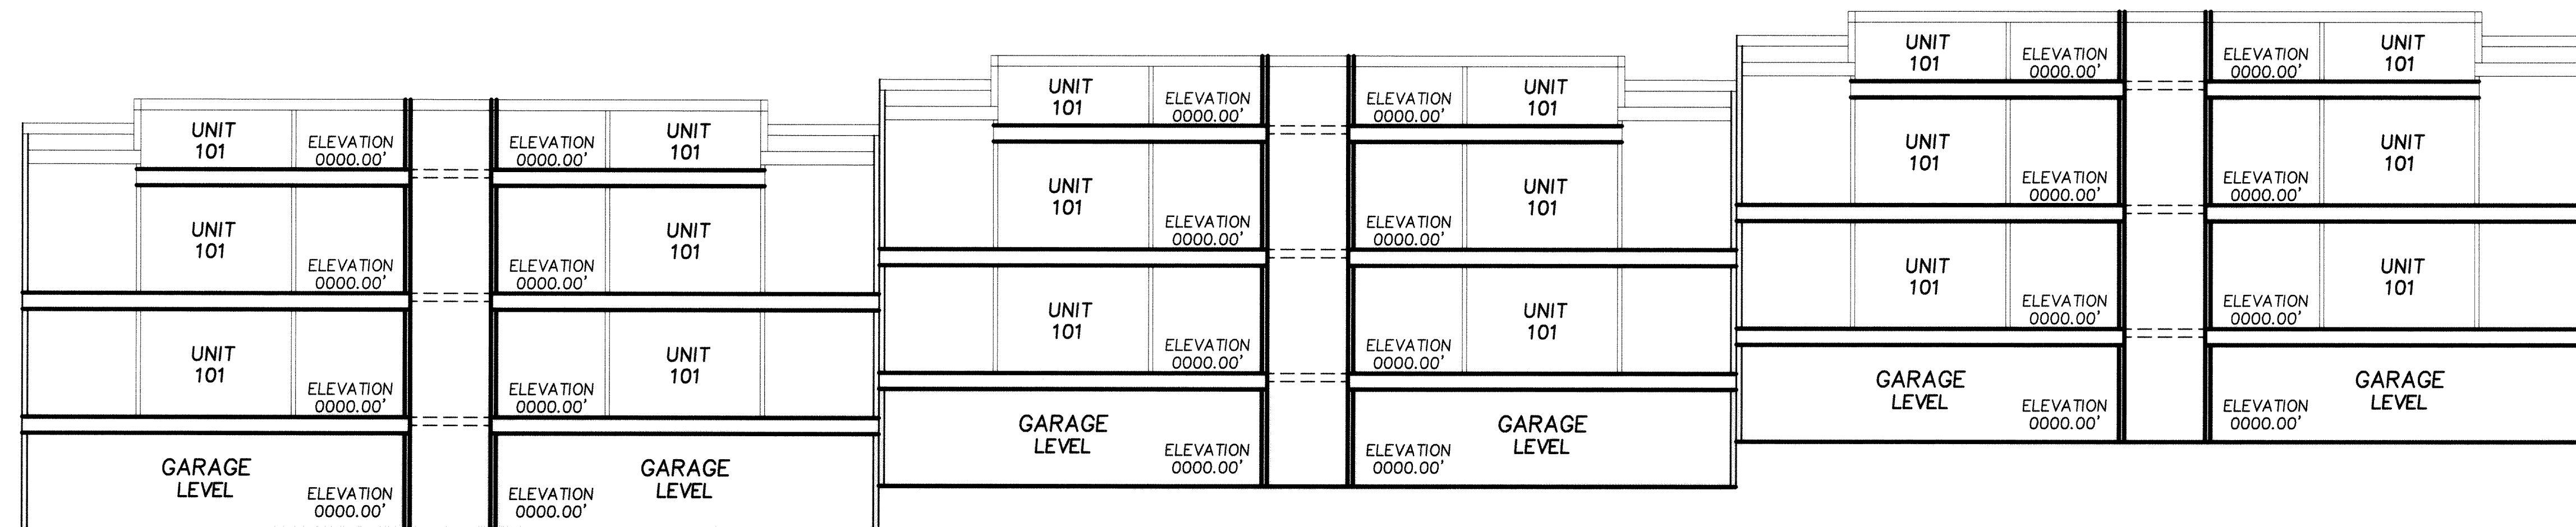 UNIT
101
ELEVATION
0000.00'
ELEVATION
0000.00'
UNIT
101
UNIT
101
ELEVATION
0000.00'
ELEVATION
0000.00'
UNIT
101
UNIT
101
ELEVATION
0000.00'
ELEVATION
0000.00'
UNIT
101
GARAGE
LEVEL
ELEVATION
0000.00'
ELEVATION
0000.00'
GARAGE
LEVEL
UNIT
101
ELEVATION
0000.00'
ELEVATION
0000.00'
UNIT
101
UNIT
101
ELEVATION
0000.00'
ELEVATION
0000.00'
UNIT
101
UNIT
101
ELEVATION
0000.00'
ELEVATION
0000.00'
UNIT
101
GARAGE
LEVEL
ELEVATION
0000.00'
ELEVATION
0000.00'
GARAGE
LEVEL
UNIT
101
ELEVATION
0000.00'
ELEVATION
0000.00'
UNIT
101
UNIT
101
ELEVATION
0000.00'
ELEVATION
0000.00'
UNIT
101
UNIT
101
ELEVATION
0000.00'
ELEVATION
0000.00'
UNIT
101
GARAGE
LEVEL
ELEVATION
0000.00'
ELEVATION
0000.00'
GARAGE
LEVEL